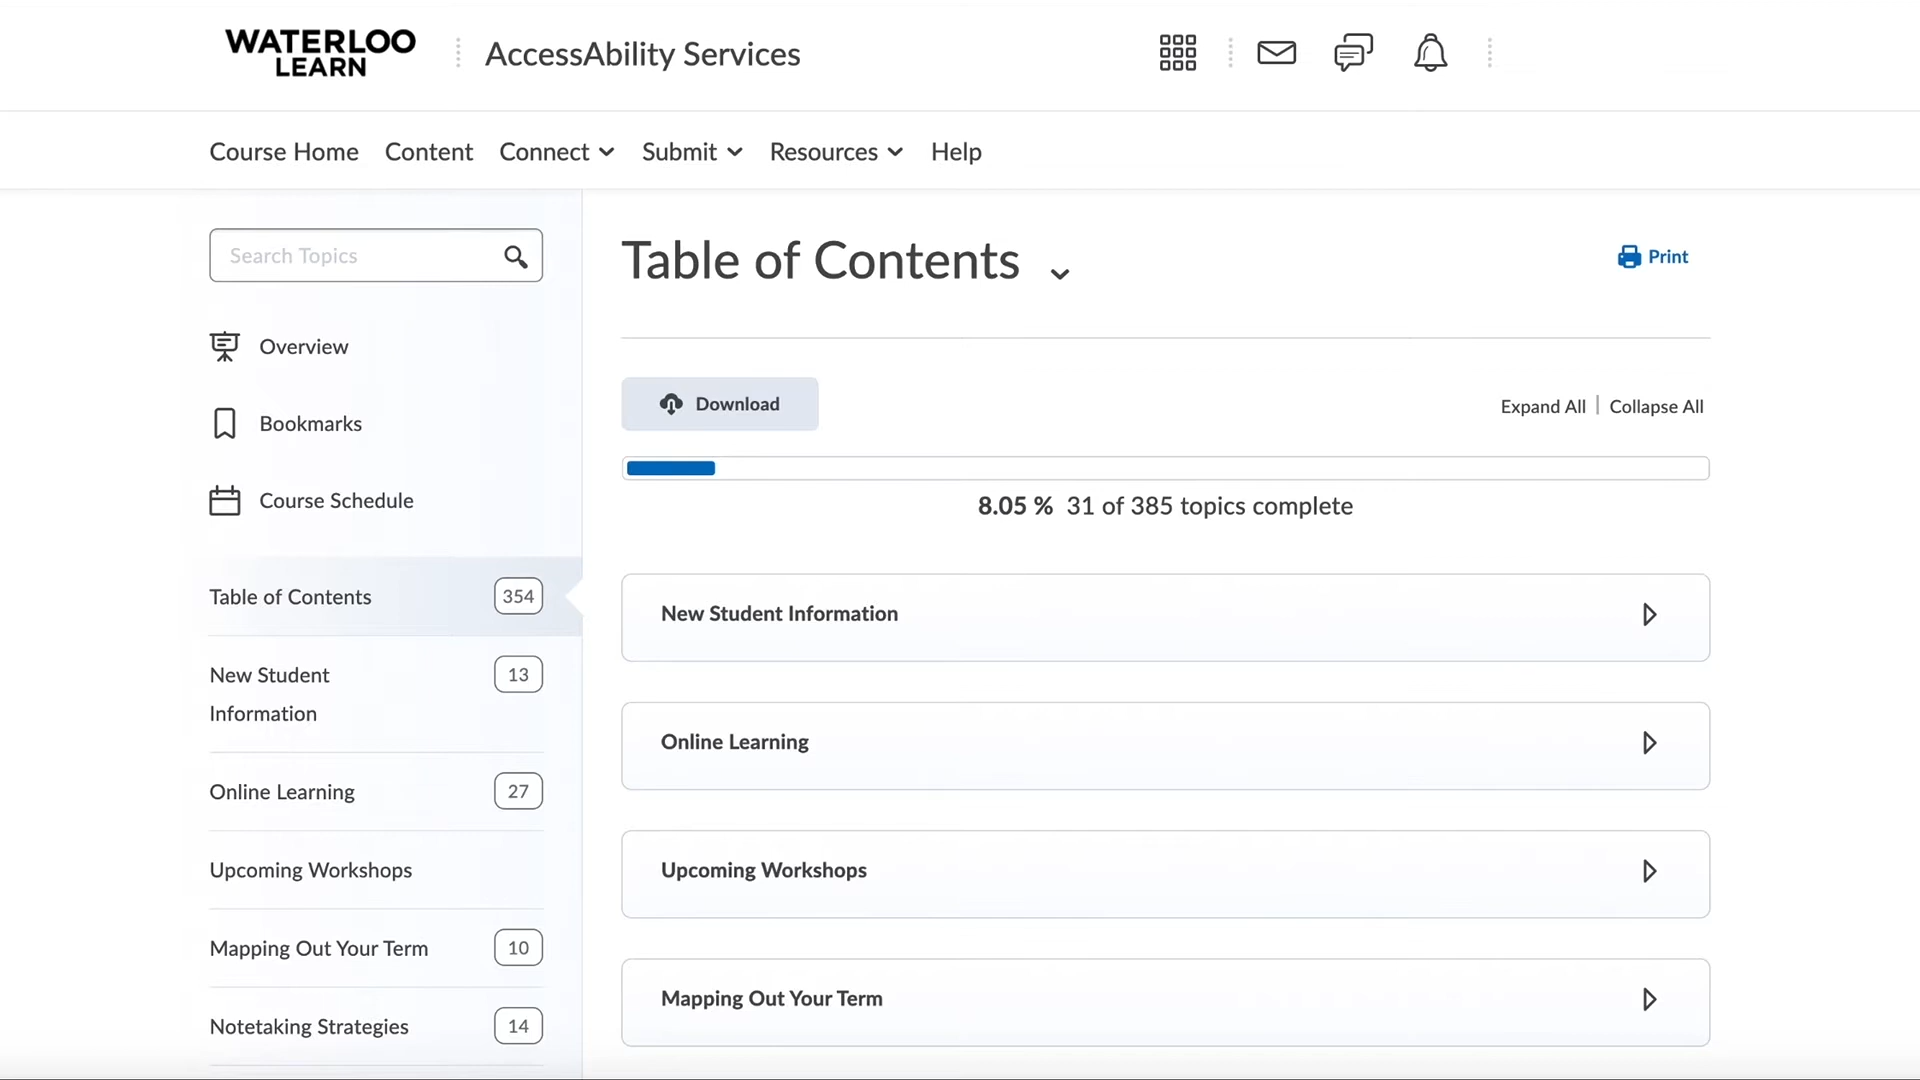 WATERLOO
LEARN
AccessAbility Services
Course Home Content Connect Submit Resources Help
Search Topics
Overview
Bookmarks
Course Schedule
Table of Contents 354
New Student 13
Information
Online Learning 27
Upcoming Workshops
Mapping Out Your Term 10
Notetaking Strategies 14
Table of Contents
Print
Download
Expand All | Collapse All
8.05 % 31 of 385 topics complete
New Student Information
Online Learning
Upcoming Workshops
Mapping Out Your Term